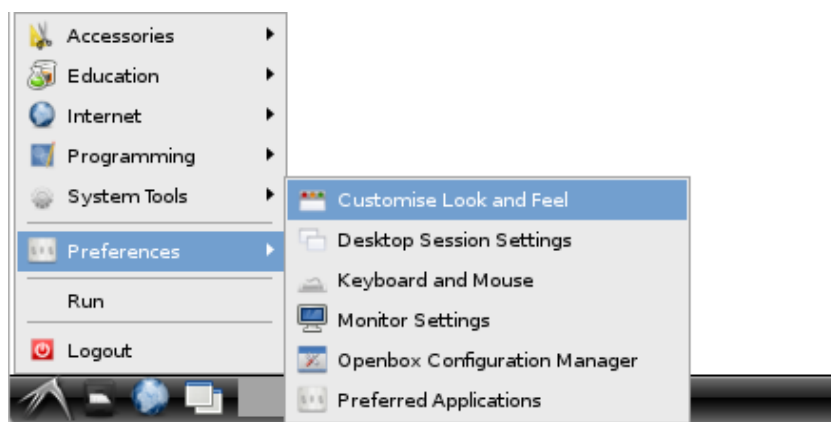 Accessories
Education
Internet
Programming
System Tools
Preferences
Run
Logout
Customise Look and Feel
Desktop Session Settings
Keyboard and Mouse
Monitor Settings
Openbox Configuration Manager
Preferred Applications